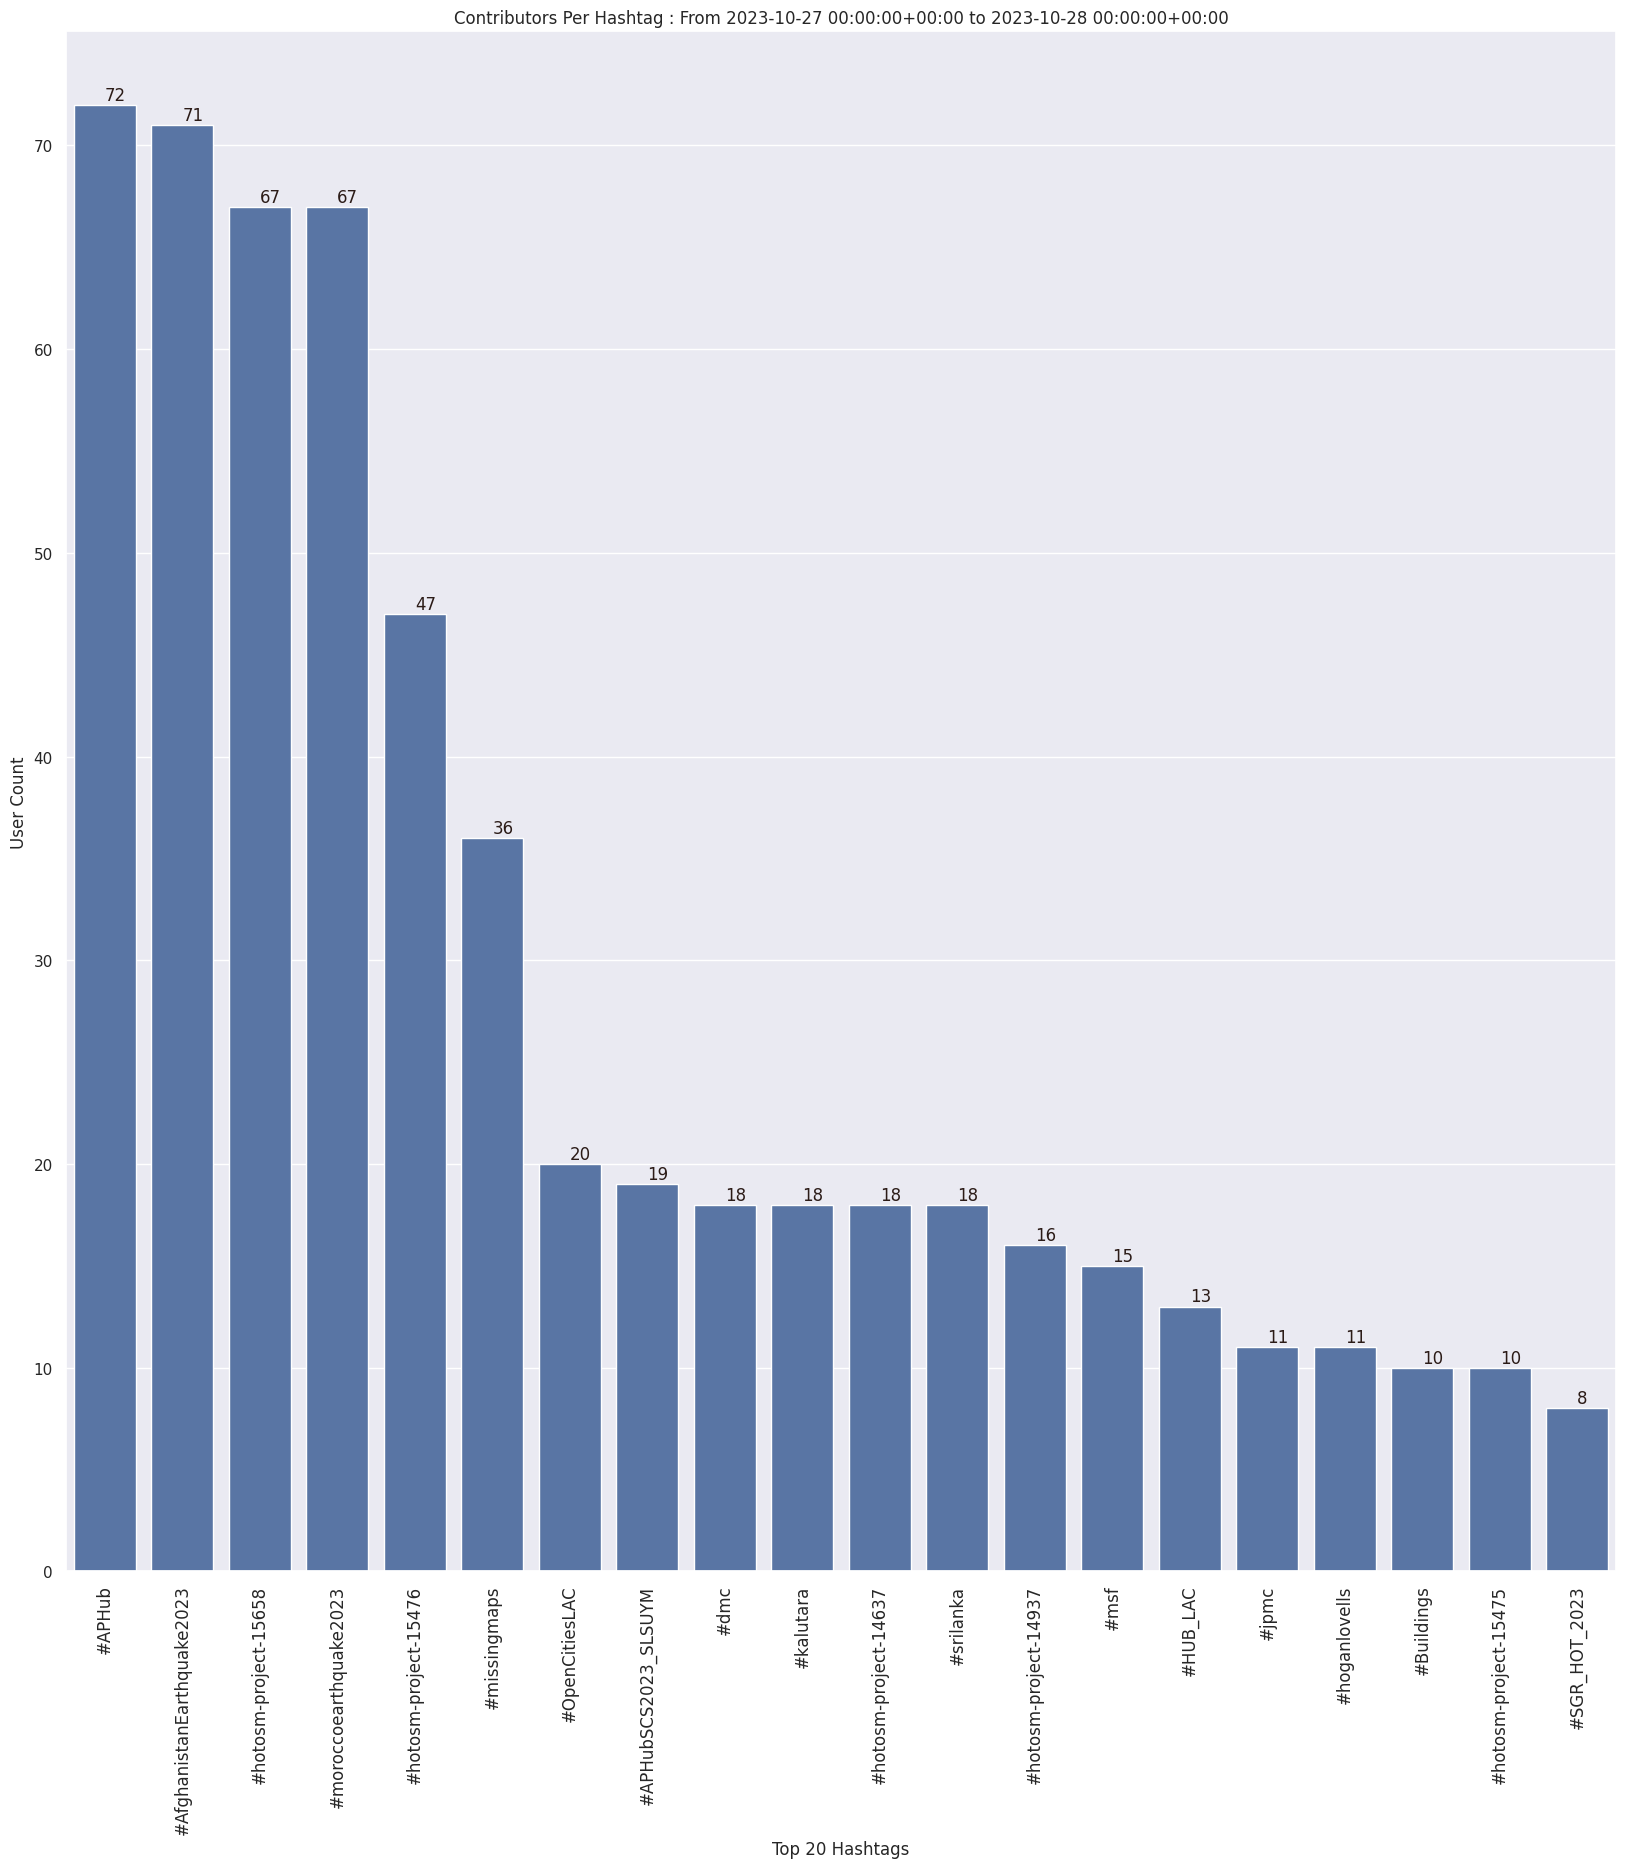 Contributors Per Hashtag : From 2023-10-27 00:00:00+00:00 to 2023-10-28 00:00:00+00:00
User Count
70
60
50
40
30
20
10
0
72
71
67
67
47
36
20
19
18
18
18
18
16
15
13
11
11
10
10
8
#APHub
#AfghanistanEarthquake2023
#hotosm-project-15658
#moroccoearthquake2023
#hotosm-project-15476
#missingmaps
#OpenCitiesLAC
#APHubSCS2023_SLSUYM
#dmc
#kalutara
#hotosm-project-14637
#srilanka
#hotosm-project-14937
#msf
#HUB_LAC
#jpmc
#hoganlovells
#Buildings
#hotosm-project-15475
#SGR_HOT_2023
Top 20 Hashtags